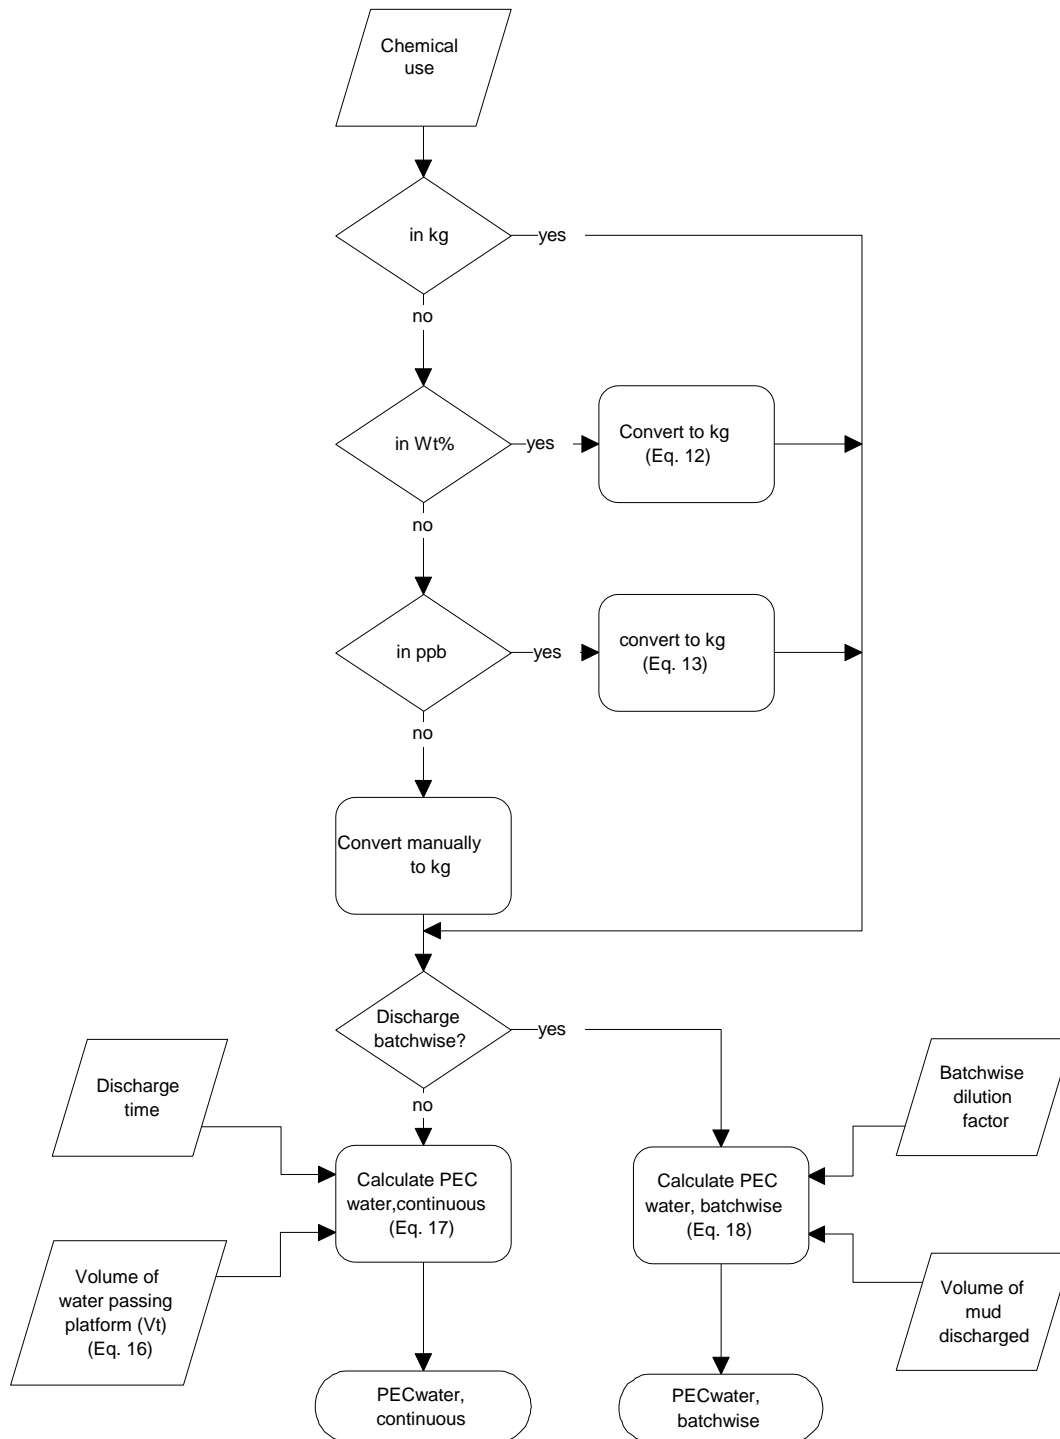 Chemical
use
in kg
yes
no
in Wt%
yes
Convert to kg
(Eq. 12)
no
in ppb
yes
convert to kg
(Eq. 13)
no
Convert manually
to kg
Discharge
batchwise?
yes
no
Discharge
time
Batchwise
dilution
factor
Calculate PEC
water,continuous
(Eq. 17)
Calculate PEC
water, batchwise
(Eq. 18)
Volume of
water passing
platform (Vt)
(Eq. 16)
Volume of
mud
discharged
PECwater,
continuous
PECwater,
batchwise